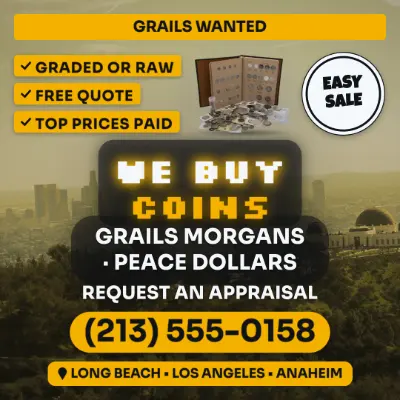 GRAILS WANTED
✓ GRADED OR RAW
✓ FREE QUOTE
✓ TOP PRICES PAID
EASY
SALE
WE BUY
COINS
GRAILS MORGANS
· PEACE DOLLARS
REQUEST AN APPRAISAL
(213) 555-0158
LONG BEACH • LOS ANGELES • ANAHEIM